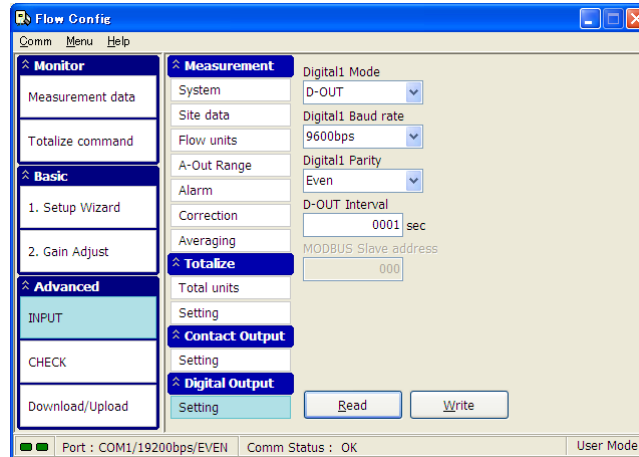 Flow Config
Comm Menu Help
Monitor
Measurement data
Totalize command
Basic
1. Setup Wizard
2. Gain Adjust
Advanced
INPUT
CHECK
Download/Upload
Measurement
System
Site data
Flow units
A-Out Range
Alarm
Correction
Averaging
Totalize
Total units
Setting
Contact Output
Setting
Digital Output
Setting
Digital1 Mode
D-OUT
Digital1 Baud rate
9600bps
Digital1 Parity
Even
D-OUT Interval
0001 sec
MODBUS Slave address
000
Read Write
Port : COM1/19200bps/EVEN Comm Status : OK User Mode